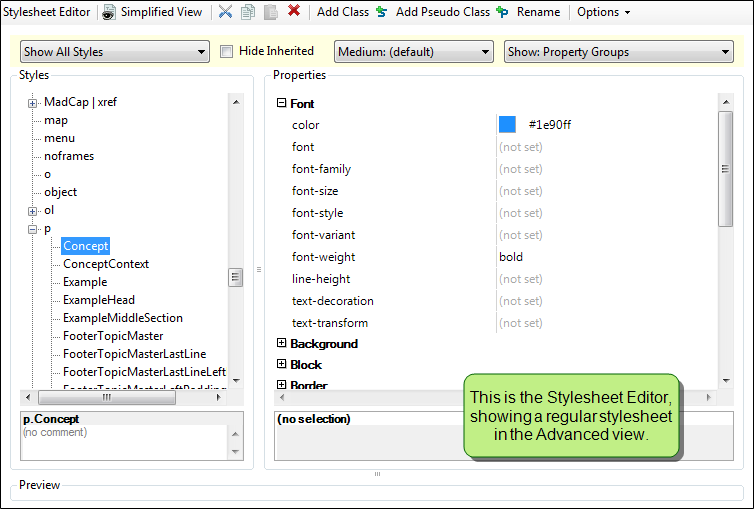 Stylesheet Editor Simplified View Add Class Add Pseudo Class Rename Options
Show All Styles Hide Inherited Medium: (default) Show: Property Groups
Styles
MadCap | xref
map
menu
noframes
o
object
ol
p
Concept
ConceptContext
Example
ExampleHead
ExampleMiddleSection
FooterTopicMaster
FooterTopicMasterLastLine
FooterTopicMasterLastLineLeft
FooterTopicMasterLeftPadding
p.Concept
(no comment)
Properties
Font
color #1e90ff
font (not set)
font-family (not set)
font-size (not set)
font-style (not set)
font-variant (not set)
font-weight bold
line-height (not set)
text-decoration (not set)
text-transform (not set)
Background
Block
Border
(no selection)
This is the Stylesheet Editor,
showing a regular stylesheet
in the Advanced view.
Preview